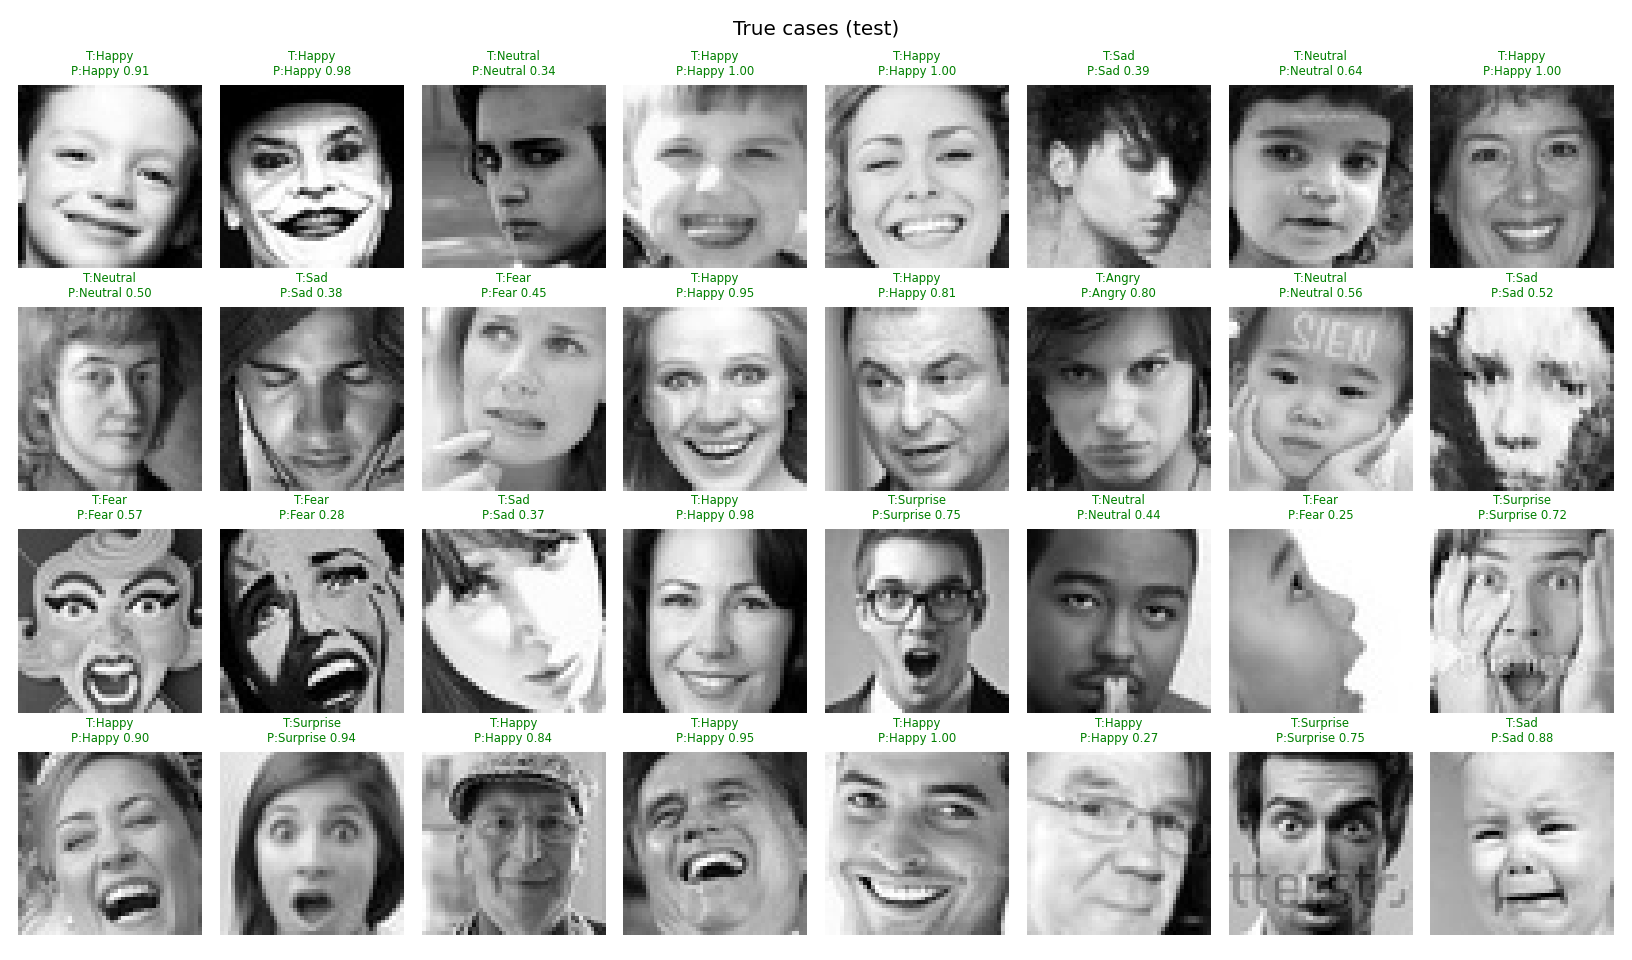 True cases (test)
T:Happy
P:Happy 0.91
T:Happy
P:Happy 0.98
T:Neutral
P:Neutral 0.34
T:Happy
P:Happy 1.00
T:Happy
P:Happy 1.00
T:Sad
P:Sad 0.39
T:Neutral
P:Neutral 0.64
T:Happy
P:Happy 1.00
T:Neutral
P:Neutral 0.50
T:Sad
P:Sad 0.38
T:Fear
P:Fear 0.45
T:Happy
P:Happy 0.95
T:Happy
P:Happy 0.81
T:Angry
P:Angry 0.80
T:Neutral
P:Neutral 0.56
SIEN
T:Sad
P:Sad 0.52
T:Fear
P:Fear 0.57
T:Fear
P:Fear 0.28
T:Sad
P:Sad 0.37
T:Happy
P:Happy 0.98
T:Surprise
P:Surprise 0.75
T:Neutral
P:Neutral 0.44
T:Fear
P:Fear 0.25
T:Surprise
P:Surprise 0.72
T:Happy
P:Happy 0.90
T:Surprise
P:Surprise 0.94
T:Happy
P:Happy 0.84
T:Happy
P:Happy 0.95
T:Happy
P:Happy 1.00
T:Happy
P:Happy 0.27
T:Surprise
P:Surprise 0.75
T:Sad
P:Sad 0.88